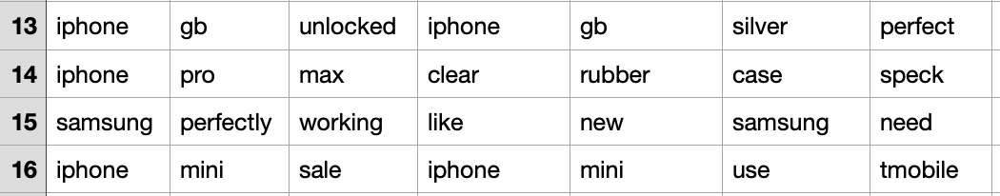 13 iphone gb unlocked iphone gb silver perfect
14 iphone pro max clear rubber case speck
15 samsung perfectly working like new samsung need
16 iphone mini sale iphone mini use tmobile